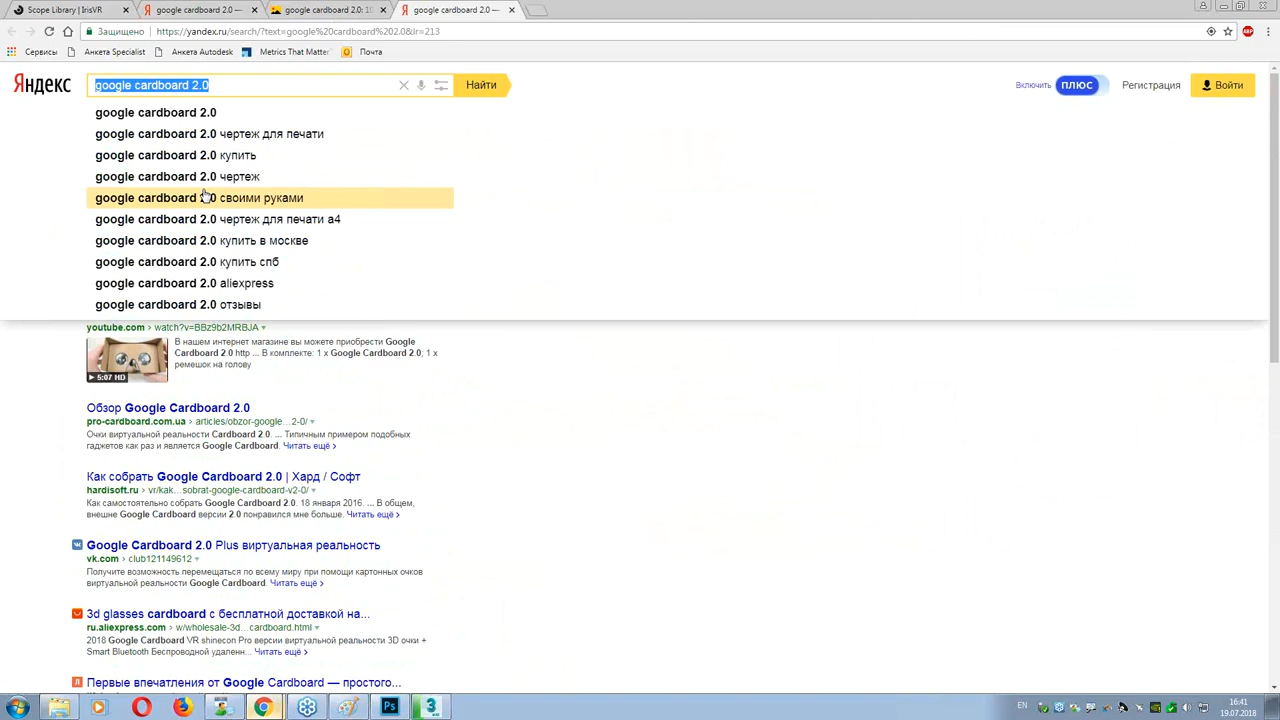 Scope Library | IrisVR
google cardboard 2.0 —
google cardboard 2.0: 10
google cardboard 2.0 —
Защищено
https://yandex.ru/search/?text=google%20cardboard%202.0&lr=213
Сервисы
Анкета Specialist
Анкета Autodesk
Metrics That Matter
Почта
Яндекс
google cardboard 2.0
Найти
Включить
ПЛЮС
Регистрация
Войти
google cardboard 2.0
google cardboard 2.0 чертеж для печати
google cardboard 2.0 купить
google cardboard 2.0 чертеж
google cardboard 2.0 своими руками
google cardboard 2.0 чертеж для печати а4
google cardboard 2.0 купить в москве
google cardboard 2.0 купить спб
google cardboard 2.0 aliexpress
google cardboard 2.0 отзывы
youtube.com › watch?v=BBz9b2MRBJA
В нашем интернет магазине вы можете приобрести Google
Cardboard 2.0 http ... В комплекте: 1 x Google Cardboard 2.0; 1 x
ремешок на голову
5:07 HD
Обзор Google Cardboard 2.0
pro-cardboard.com.ua › articles/obzor-google…2-0/
Очки виртуальной реальности Cardboard 2.0. ... Типичным примером подобных
гаджетов как раз и является Google Cardboard. Читать ещё ›
Как собрать Google Cardboard 2.0 | Хард / Софт
hardisoft.ru › vr/kak…sobrat-google-cardboard-v2-0/
Как самостоятельно собрать Google Cardboard 2.0. 18 января 2016. ... В общем,
внешне Google Cardboard версии 2.0 понравился мне больше. Читать ещё ›
Google Cardboard 2.0 Plus виртуальная реальность
vk.com › club121149612
Получите возможность перемещаться по всему миру при помощи картонных очков
виртуальной реальности Google Cardboard. Читать ещё ›
3d glasses cardboard с бесплатной доставкой на...
ru.aliexpress.com › w/wholesale-3d…cardboard.html
2018 Google Cardboard VR shinecon Pro версии виртуальной реальности 3D очки +
Smart Bluetooth Беспроводной удаленн... Читать ещё ›
Первые впечатления от Google Cardboard — простого...
EN
16:41
19.07.2018